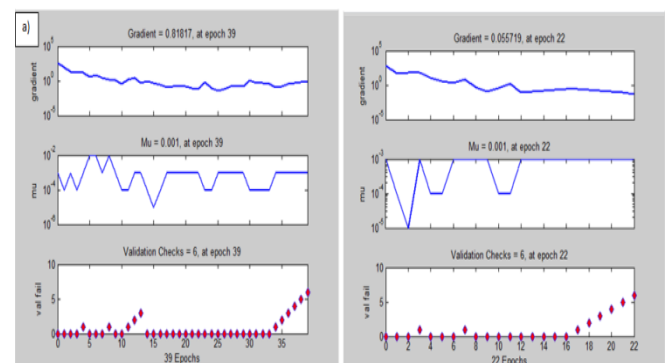 a)
Gradient = 0.81817, at epoch 39
10^5
10^0
10^-5
gradient
Mu = 0.001, at epoch 39
10^-2
10^-4
10^-6
mu
Validation Checks = 6, at epoch 39
10
5
0
val fail
0 5 10 15 20 25 30 35
39 Epochs
Gradient = 0.055719, at epoch 22
10^5
10^0
10^-5
gradient
Mu = 0.001, at epoch 22
10^-3
10^-4
10^-5
mu
Validation Checks = 6, at epoch 22
10
5
0
val fail
0 2 4 6 8 10 12 14 16 18 20 22
22 Epochs